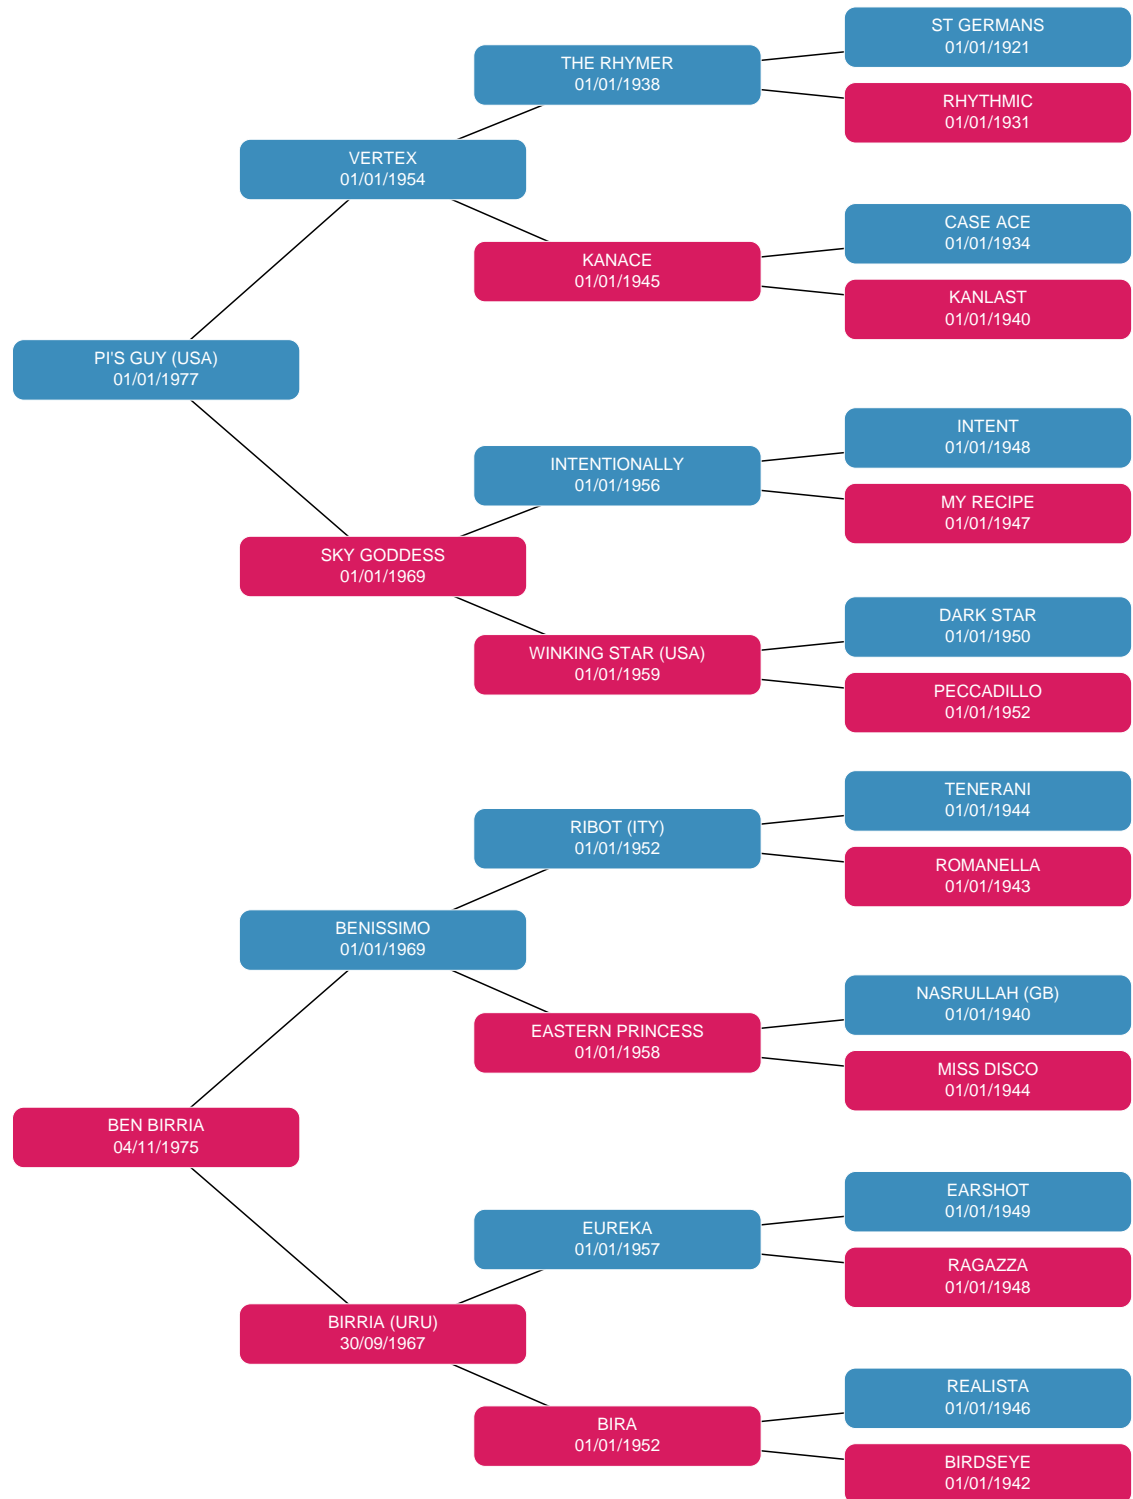 ST GERMANS
01/01/1921
THE RHYMER
01/01/1938
RHYTHMIC
01/01/1931
VERTEX
01/01/1954
CASE ACE
01/01/1934
KANACE
01/01/1945
KANLAST
01/01/1940
PI'S GUY (USA)
01/01/1977
INTENT
01/01/1948
INTENTIONALLY
01/01/1956
MY RECIPE
01/01/1947
SKY GODDESS
01/01/1969
DARK STAR
01/01/1950
WINKING STAR (USA)
01/01/1959
PECCADILLO
01/01/1952
TENERANI
01/01/1944
RIBOT (ITY)
01/01/1952
ROMANELLA
01/01/1943
BENISSIMO
01/01/1969
NASRULLAH (GB)
01/01/1940
EASTERN PRINCESS
01/01/1958
MISS DISCO
01/01/1944
BEN BIRRIA
04/11/1975
EARSHOT
01/01/1949
EUREKA
01/01/1957
RAGAZZA
01/01/1948
BIRRIA (URU)
30/09/1967
REALISTA
01/01/1946
BIRA
01/01/1952
BIRDSEYE
01/01/1942